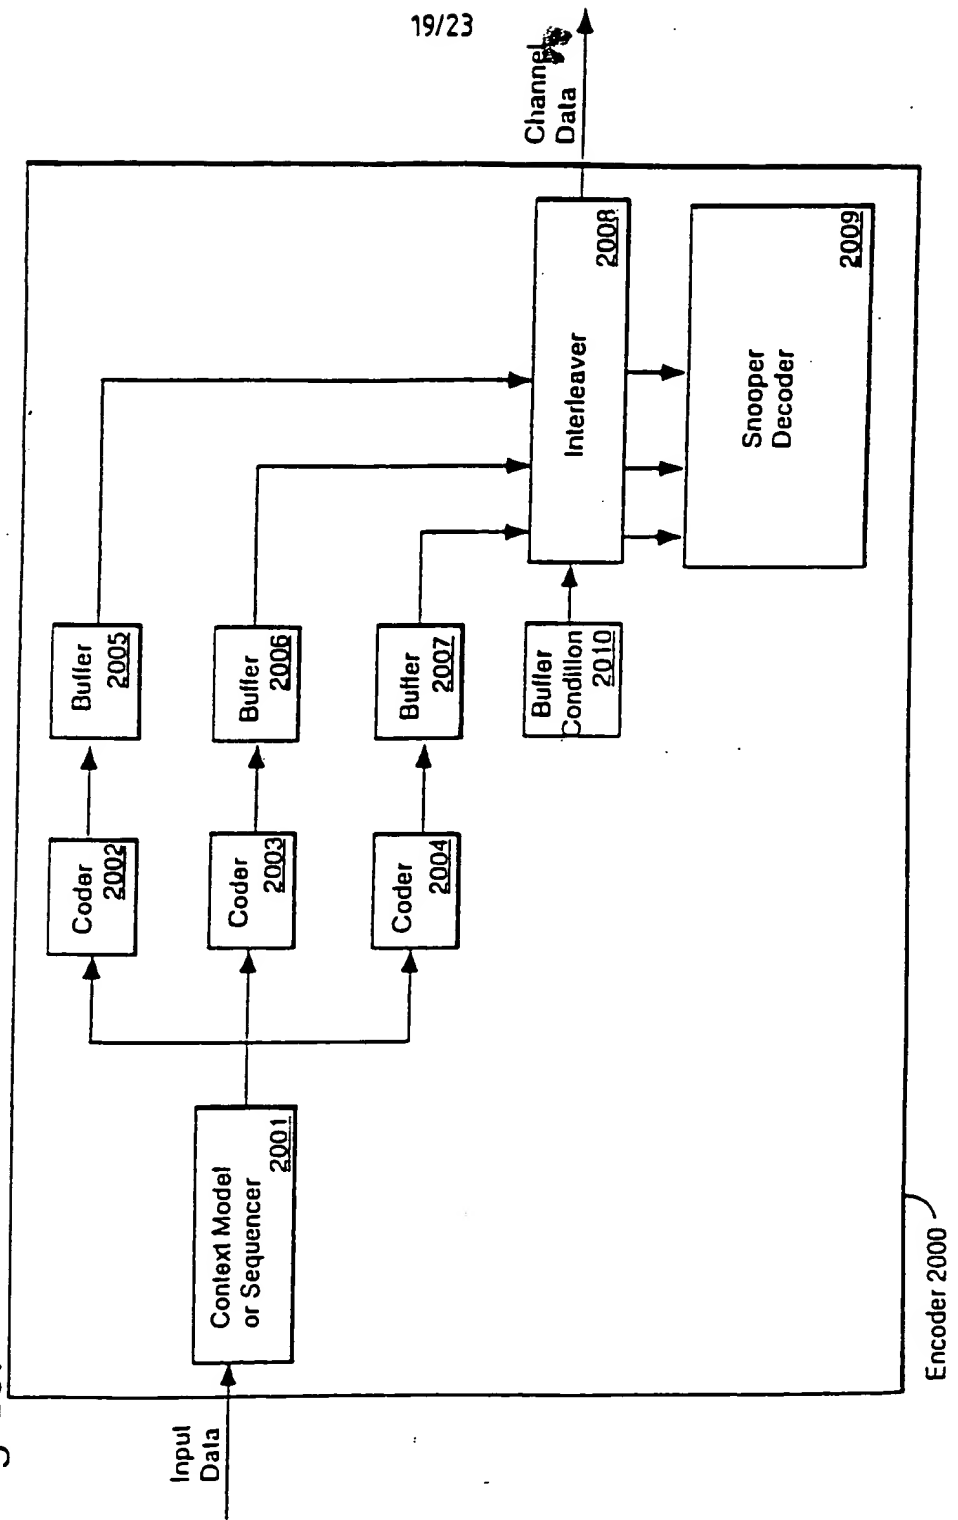 19/23
Input
Data
Context Model
or Sequencer
2001
Coder
2002
Coder
2003
Coder
2004
Buffer
2005
Buffer
2006
Buffer
2007
Buffer
Condition
2010
Interleaver
2008
Snooper
Decoder
2009
Channel
Data
Encoder 2000